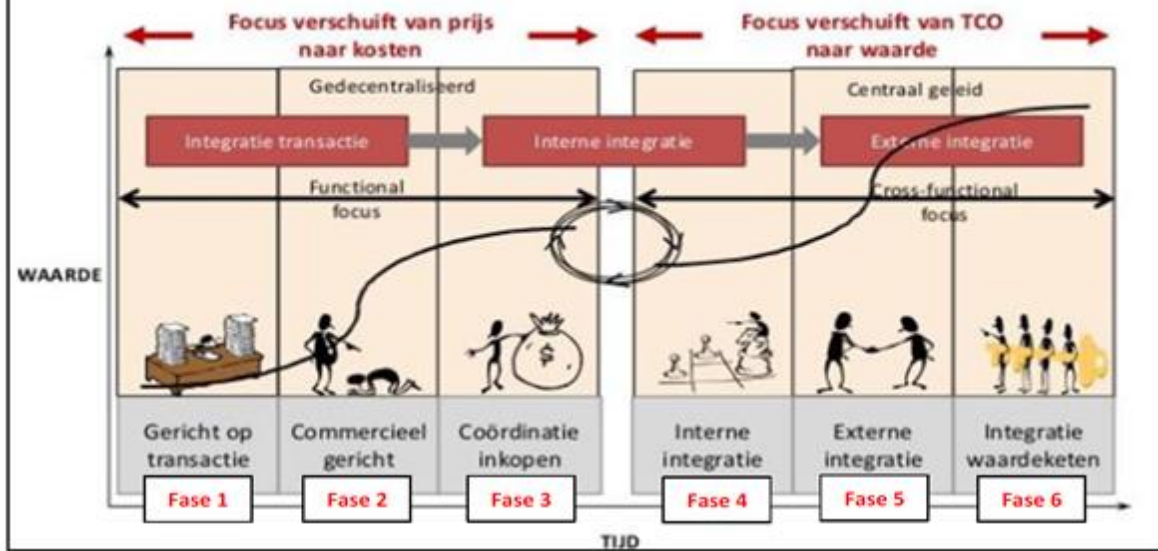 Focus verschuift van prijs
naar kosten
Focus verschuift van TCO
naar waarde
Gedecentraliseerd
Centraal geleid
Integratie transactie
Interne integratie
Externe integratie
Functional
focus
Cross-functional
focus
WAARDE
$
Gericht op
transactie
Commercieel
gericht
Coördinatie
inkopen
Interne
integratie
Externe
integratie
Integratie
waardeketen
Fase 1
Fase 2
Fase 3
Fase 4
Fase 5
Fase 6
TIJD